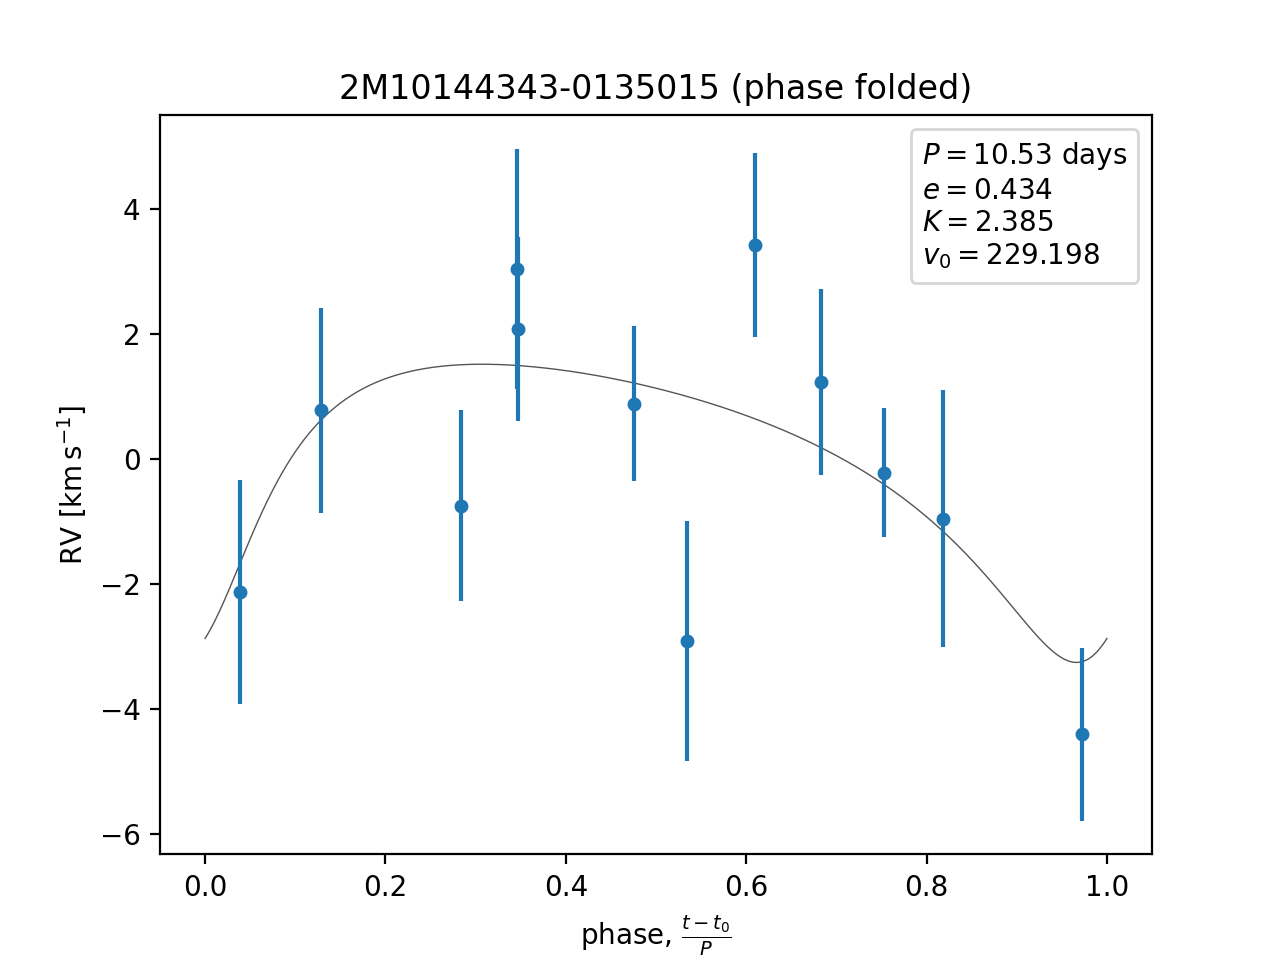 2M10144343-0135015 (phase folded)
P = 10.53 days
e = 0.434
K = 2.385
v₀ = 229.198
RV [km s⁻¹]
4
2
0
−2
−4
−6
0.0 0.2 0.4 0.6 0.8 1.0
phase, (t − t₀)/P